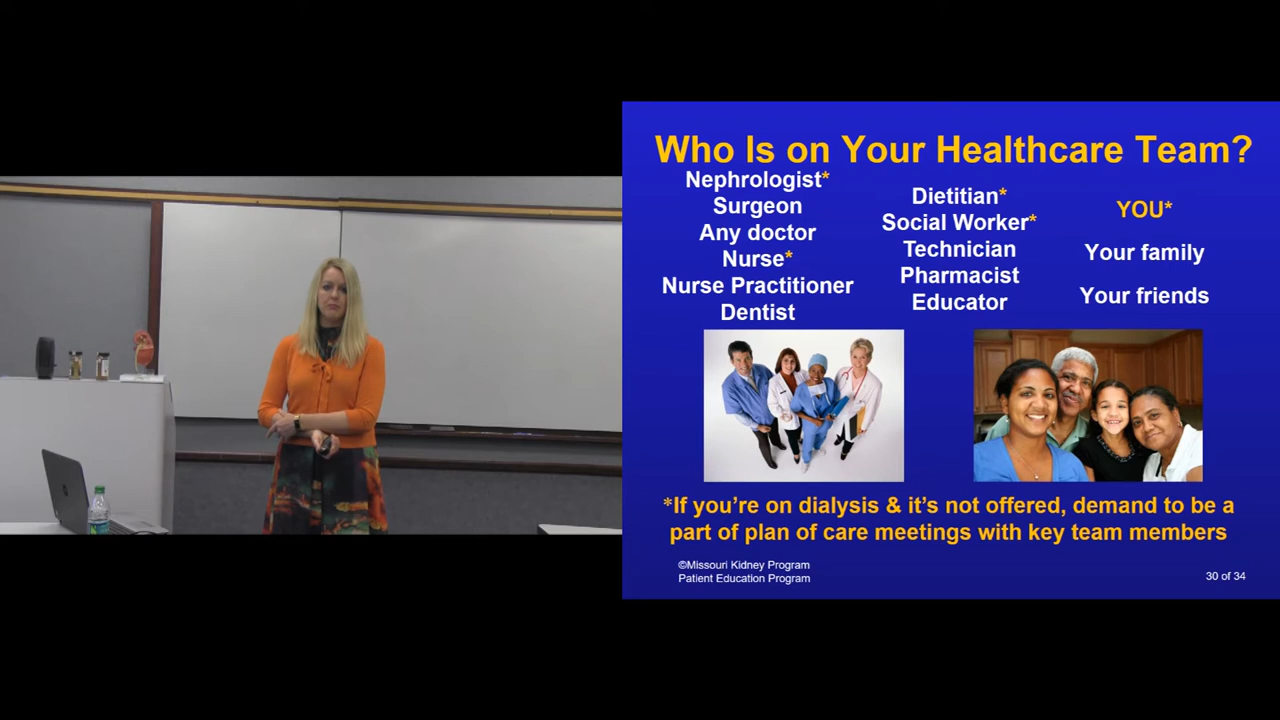 Who Is on Your Healthcare Team?
Nephrologist*
Surgeon
Any doctor
Nurse*
Nurse Practitioner
Dentist
Dietitian*
Social Worker*
Technician
Pharmacist
Educator
YOU*
Your family
Your friends
*If you’re on dialysis & it’s not offered, demand to be a
part of plan of care meetings with key team members
©Missouri Kidney Program
Patient Education Program
30 of 34